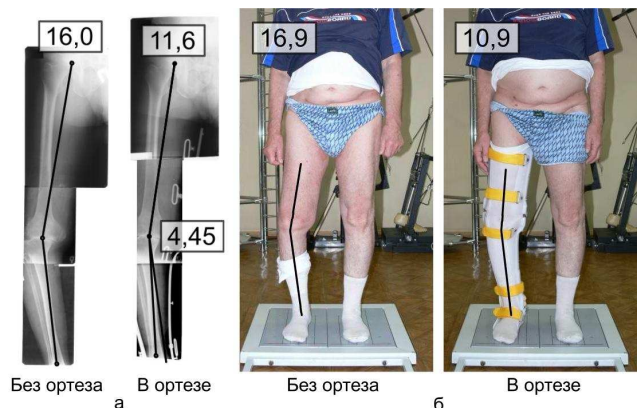 16,0
11,6
16,9
10,9
4,45
Без ортеза
В ортезе
Без ортеза
В ортезе
а
б